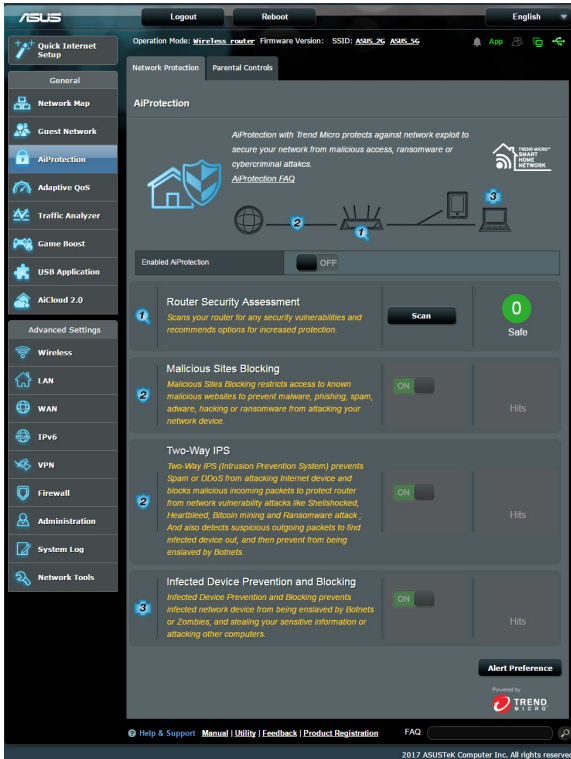 ASUS
Logout
Reboot
English
Quick Internet
Setup
Operation Mode: Wireless router Firmware Version: SSID: ASUS_2G ASUS_5G
App
General
Network Map
Guest Network
AiProtection
Adaptive QoS
Traffic Analyzer
Game Boost
USB Application
AiCloud 2.0
Advanced Settings
Wireless
LAN
WAN
IPv6
VPN
Firewall
Administration
System Log
Network Tools
Network Protection
Parental Controls
AiProtection
AiProtection with Trend Micro protects against network exploit to
secure your network from malicious access, ransomware or
cybercriminal attakcs.
AiProtection FAQ
TREND MICRO™
SMART
HOME
NETWORK
2
1
3
Enabled AiProtection
OFF
1
Router Security Assessment
Scans your router for any security vulnerabilities and
recommends options for increased protection.
Scan
0
Safe
2
Malicious Sites Blocking
Malicious Sites Blocking restricts access to known
malicious websites to prevent malware, phishing, spam,
adware, hacking or ransomware from attacking your
network device.
ON
Hits
2
Two-Way IPS
Two-Way IPS (Intrusion Prevention System) prevents
Spam or DDoS from attacking Internet device and
blocks malicious incoming packets to protect router
from network vulnerability attacks like Shellshocked,
Heartbleed, Bitcoin mining and Ransomware attack ;
And also detects suspicious outgoing packets to find
infected device out, and then prevent from being
enslaved by Botnets.
ON
Hits
3
Infected Device Prevention and Blocking
Infected Device Prevention and Blocking prevents
infected network device from being enslaved by Botnets
or Zombies, and stealing your sensitive information or
attacking other computers.
ON
Hits
Alert Preference
Powered by
TREND
MICRO
Help & Support Manual | Utility | Feedback | Product Registration
FAQ
2017 ASUSTeK Computer Inc. All rights reserved